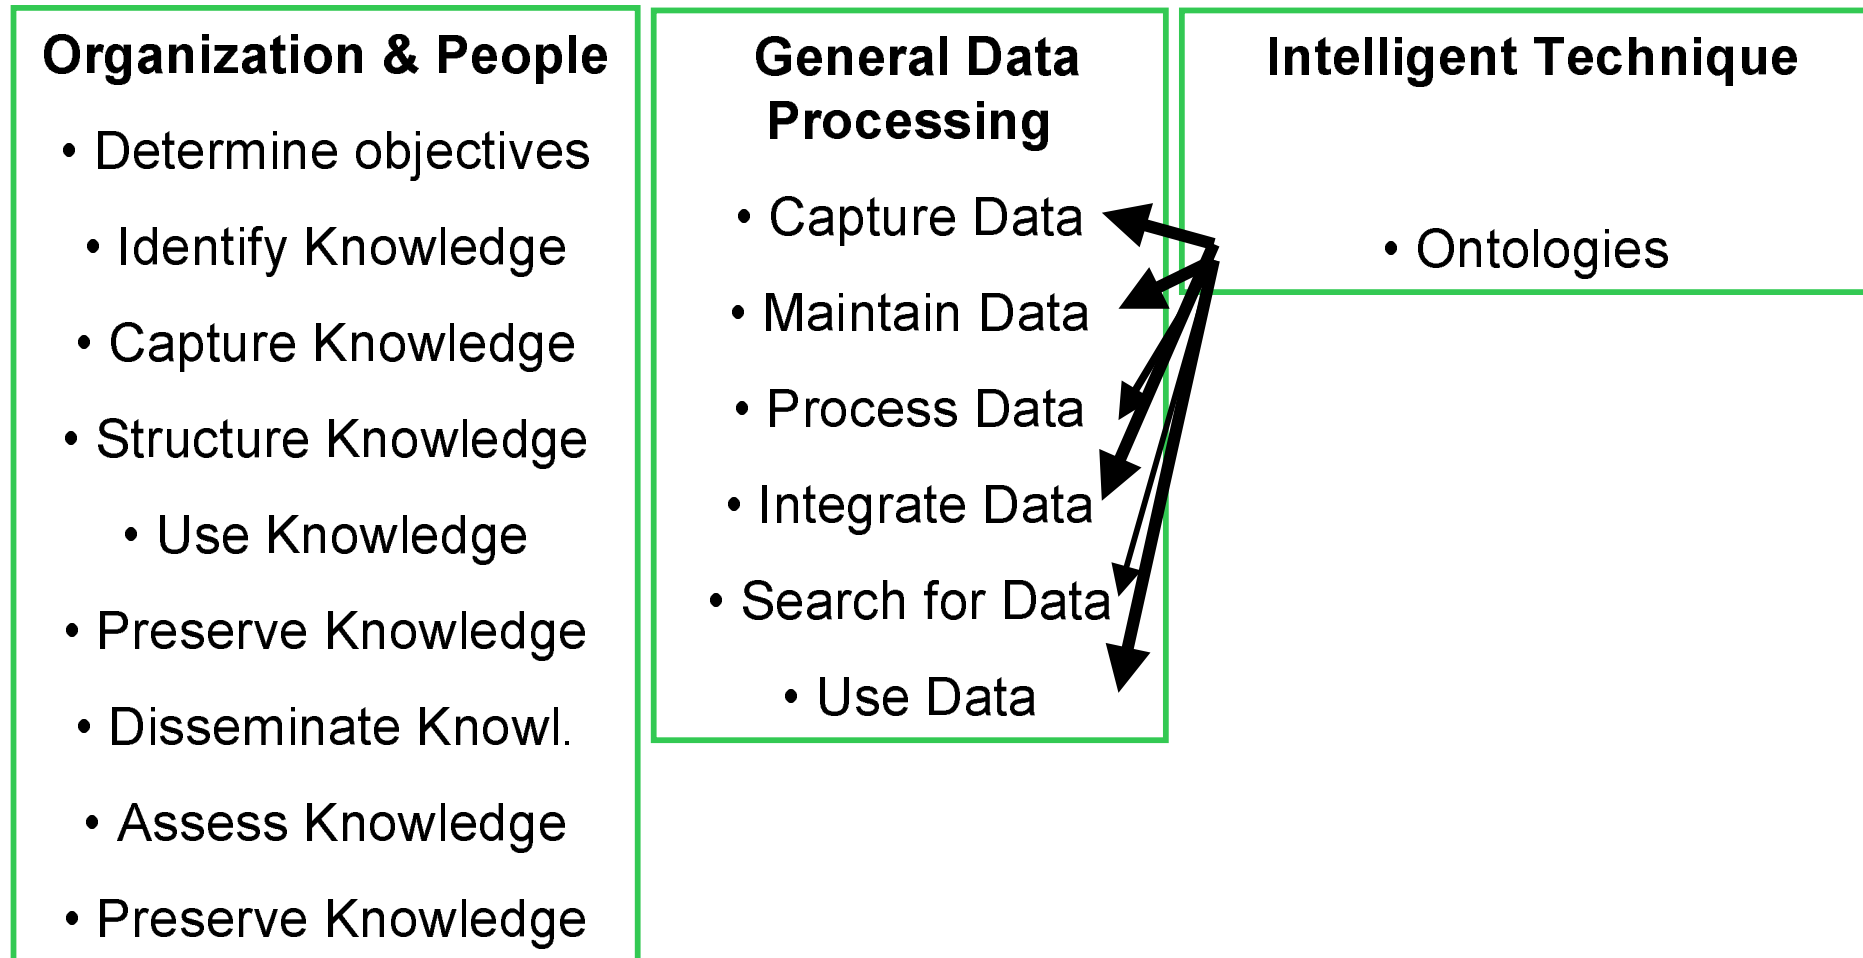 Organization & People
• Determine objectives
• Identify Knowledge
• Capture Knowledge
• Structure Knowledge
• Use Knowledge
• Preserve Knowledge
• Disseminate Knowl.
• Assess Knowledge
• Preserve Knowledge
General Data
Processing
• Capture Data
• Maintain Data
• Process Data
• Integrate Data
• Search for Data
• Use Data
Intelligent Technique
• Ontologies